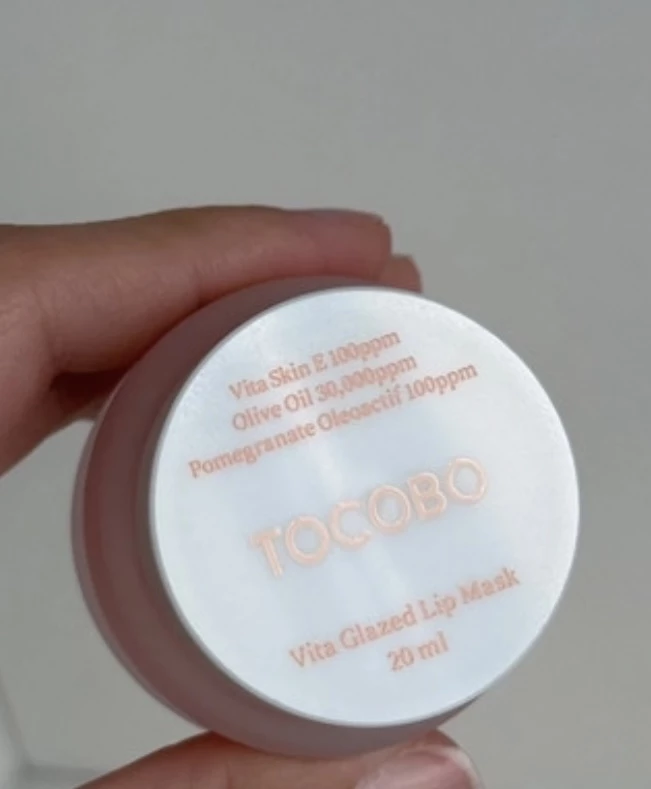 Vita Skin E 100ppm
Olive Oil 30,000ppm
Pomegranate Oleoactif 100ppm
TOCOBO
Vita Glazed Lip Mask
20 ml